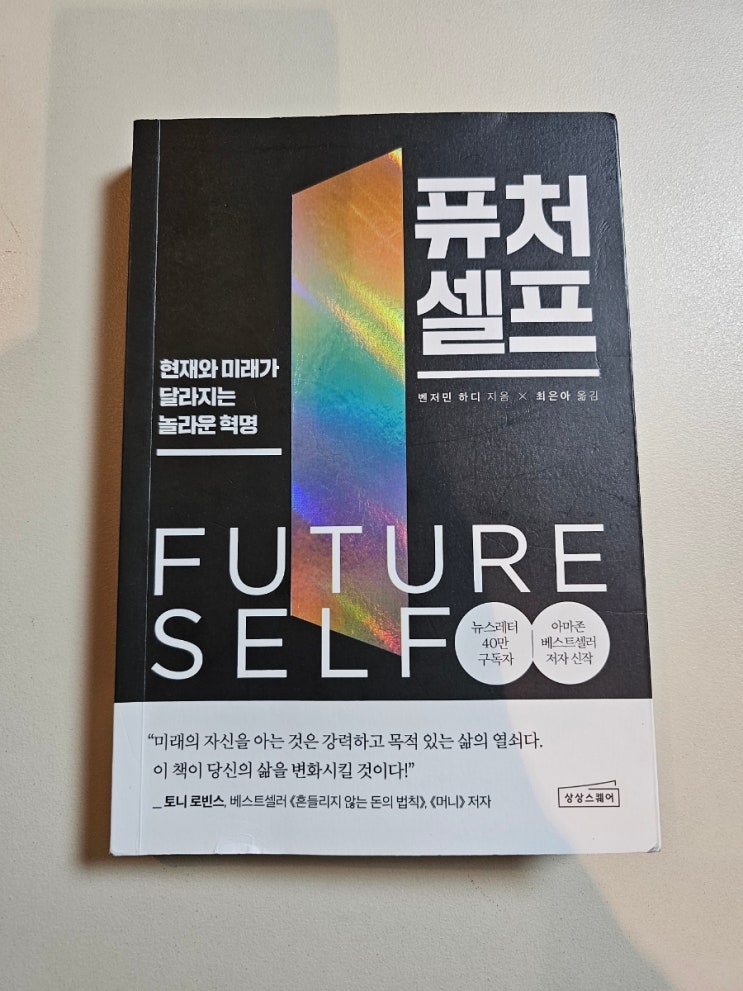 퓨처
셀프
벤저민 하디 지음 × 최은아 옮김
현재와 미래가
달라지는
놀라운 혁명
FUTURE
SELF
뉴스레터
40만
구독자
아마존
베스트셀러
저자 신작
“미래의 자신을 아는 것은 강력하고 목적 있는 삶의 열쇠다.
이 책이 당신의 삶을 변화시킬 것이다!”
_ 토니 로빈스, 베스트셀러 《흔들리지 않는 돈의 법칙》, 《머니》 저자
상상스퀘어